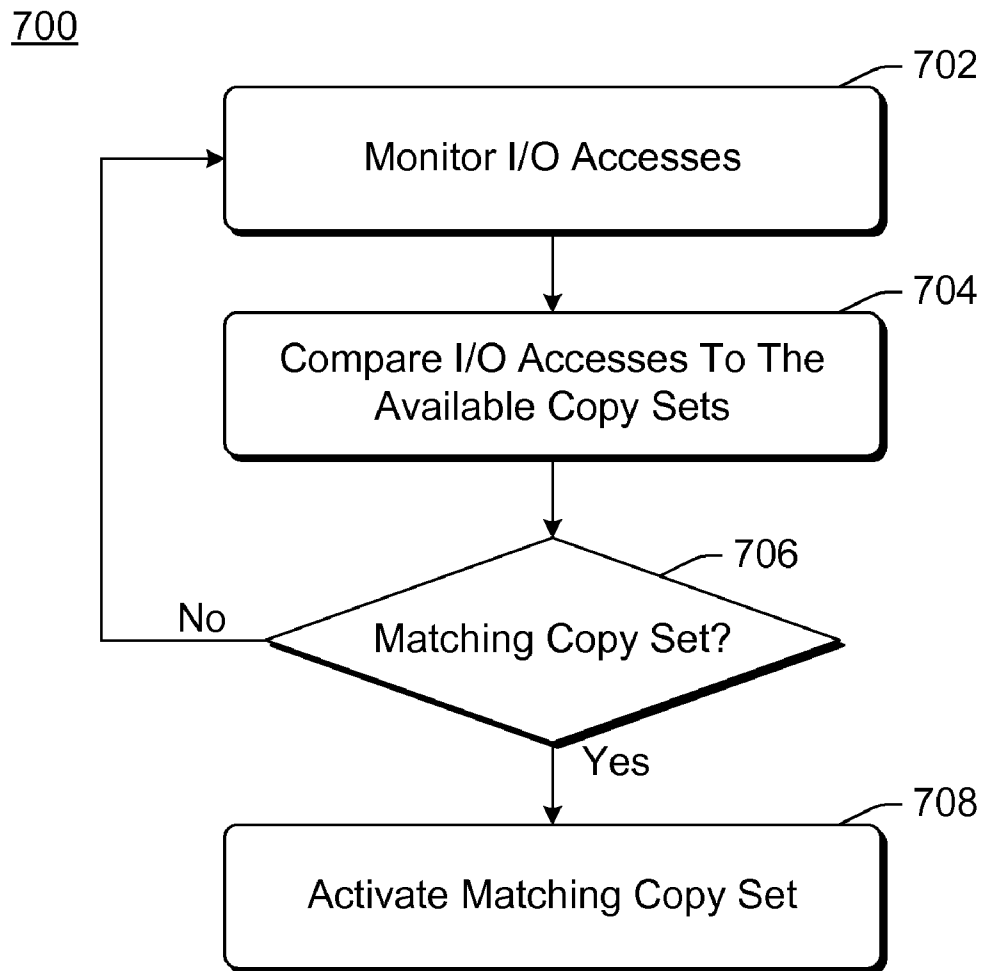 700
702
Monitor I/O Accesses
704
Compare I/O Accesses To The
Available Copy Sets
706
No
Matching Copy Set?
Yes
708
Activate Matching Copy Set